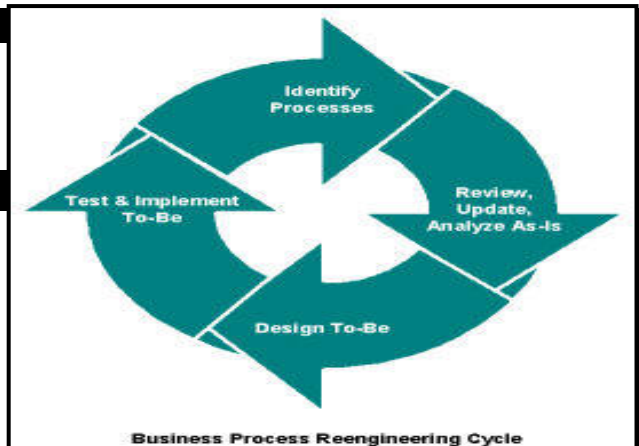 Identify
Processes
Review,
Update,
Analyze As-Is
Design To-Be
Test & Implement
To-Be
Business Process Reengineering Cycle